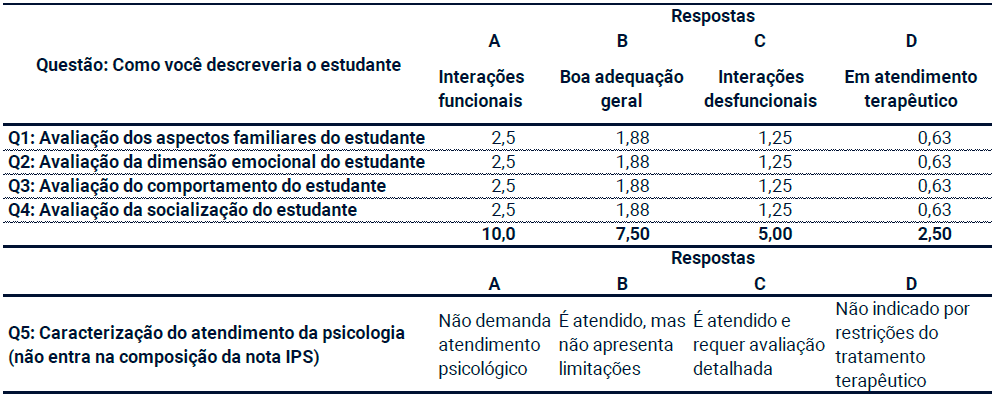 Respostas
A B C D
Questão: Como você descreveria o estudante
Interações funcionais Boa adequação geral Interações desfuncionais Em atendimento terapêutico
Q1: Avaliação dos aspectos familiares do estudante 2,5 1,88 1,25 0,63
Q2: Avaliação da dimensão emocional do estudante 2,5 1,88 1,25 0,63
Q3: Avaliação do comportamento do estudante 2,5 1,88 1,25 0,63
Q4: Avaliação da socialização do estudante 2,5 1,88 1,25 0,63
10,0 7,50 5,00 2,50
Respostas
A B C D
Q5: Caracterização do atendimento da psicologia
(não entra na composição da nota IPS)
Não demanda
atendimento
psicológico
É atendido, mas
não apresenta
limitações
É atendido e
requer avaliação
detalhada
Não indicado por
restrições do
tratamento
terapêutico